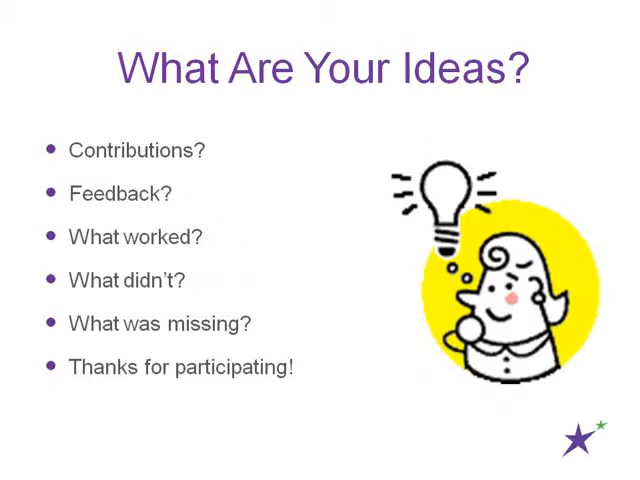 What Are Your Ideas?
Contributions?
Feedback?
What worked?
What didn’t?
What was missing?
Thanks for participating!